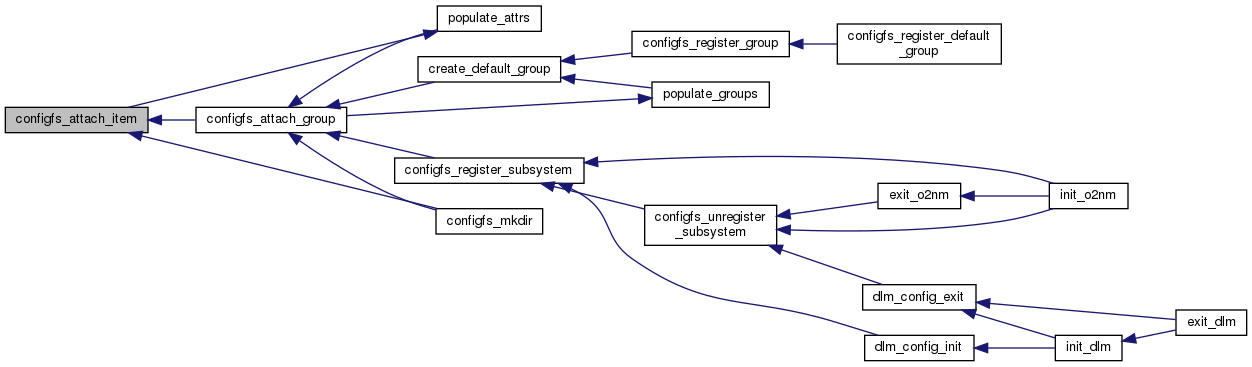 populate_attrs
configfs_register_group
configfs_register_default
_group
create_default_group
populate_groups
configfs_attach_item
configfs_attach_group
configfs_register_subsystem
exit_o2nm
init_o2nm
configfs_mkdir
configfs_unregister
_subsystem
dlm_config_exit
exit_dlm
dlm_config_init
init_dlm